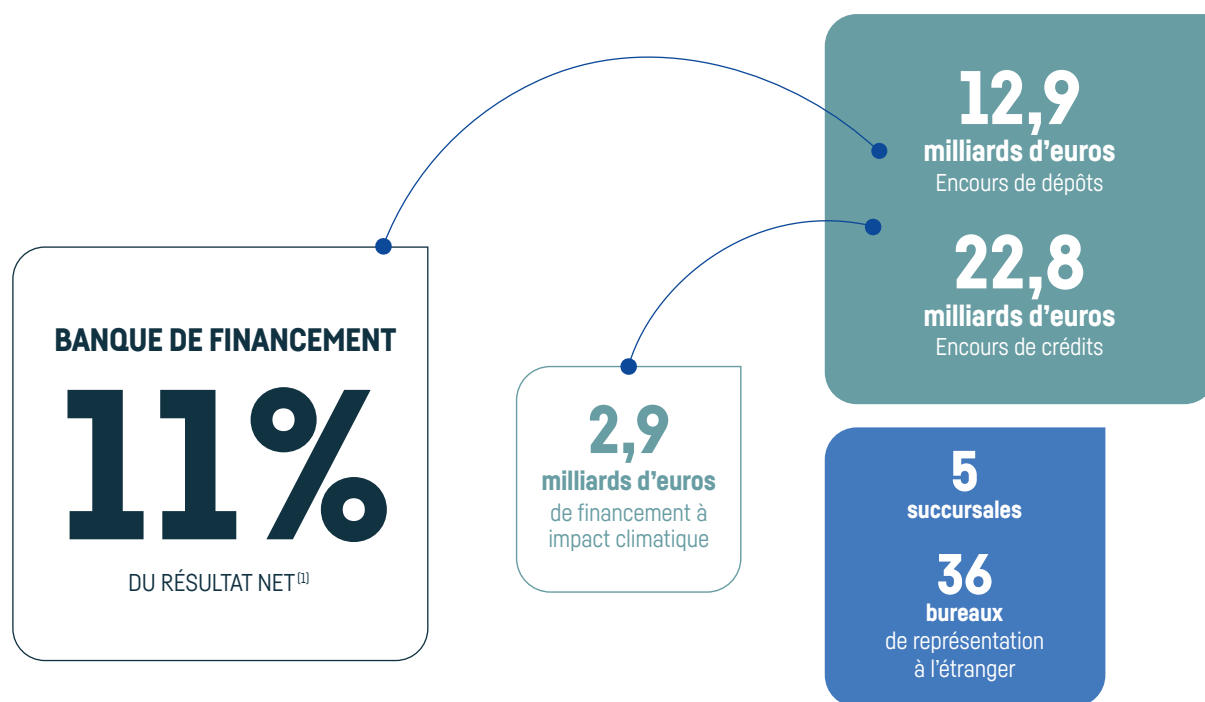 BANQUE DE FINANCEMENT
11%
DU RÉSULTAT NET(1)
2,9
milliards d’euros
de financement à
impact climatique
12,9
milliards d’euros
Encours de dépôts
22,8
milliards d’euros
Encours de crédits
5
succursales
36
bureaux
de représentation
à l’étranger